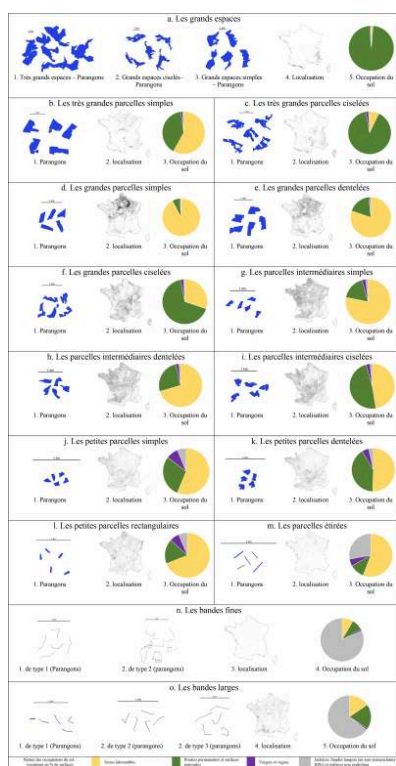 a. Les grands espaces
1. Très grands espaces – Parangons
2. Grands espaces ciselés– Parangons
3. Grands espaces simples – Parangons
4. Localisation
5. Occupation du sol
b. Les très grandes parcelles simples
c. Les très grandes parcelles ciselées
1. Parangons
2. localisation
3. Occupation du sol
1. Parangons
2. localisation
3. Occupation du sol
d. Les grandes parcelles simples
e. Les grandes parcelles dentelées
1. Parangons
2. localisation
3. Occupation du sol
1. Parangons
2. localisation
3. Occupation du sol
f. Les grandes parcelles ciselées
g. Les parcelles intermédiaires simples
1. Parangons
2. localisation
3. Occupation du sol
1. Parangons
2. localisation
3. Occupation du sol
h. Les parcelles intermédiaires dentelées
i. Les parcelles intermédiaires ciselées
1. Parangons
2. localisation
3. Occupation du sol
1. Parangons
2. localisation
3. Occupation du sol
j. Les petites parcelles simples
k. Les petites parcelles dentelées
1. Parangons
2. localisation
3. Occupation du sol
1. Parangons
2. localisation
3. Occupation du sol
l. Les petites parcelles rectangulaires
m. Les parcelles étirées
1. Parangons
2. localisation
3. Occupation du sol
1. Parangons
2. localisation
3. Occupation du sol
n. Les bandes fines
1. de type 1 (Parangons)
2. de type 2 (parangons)
3. localisation
4. Occupation du sol
o. Les bandes larges
1. de type 1 (Parangons)
2. de type 2 (parangons)
3. de type 3 (parangons)
4. localisation
5. Occupation du sol
Terres labourables
Vergers et vignes